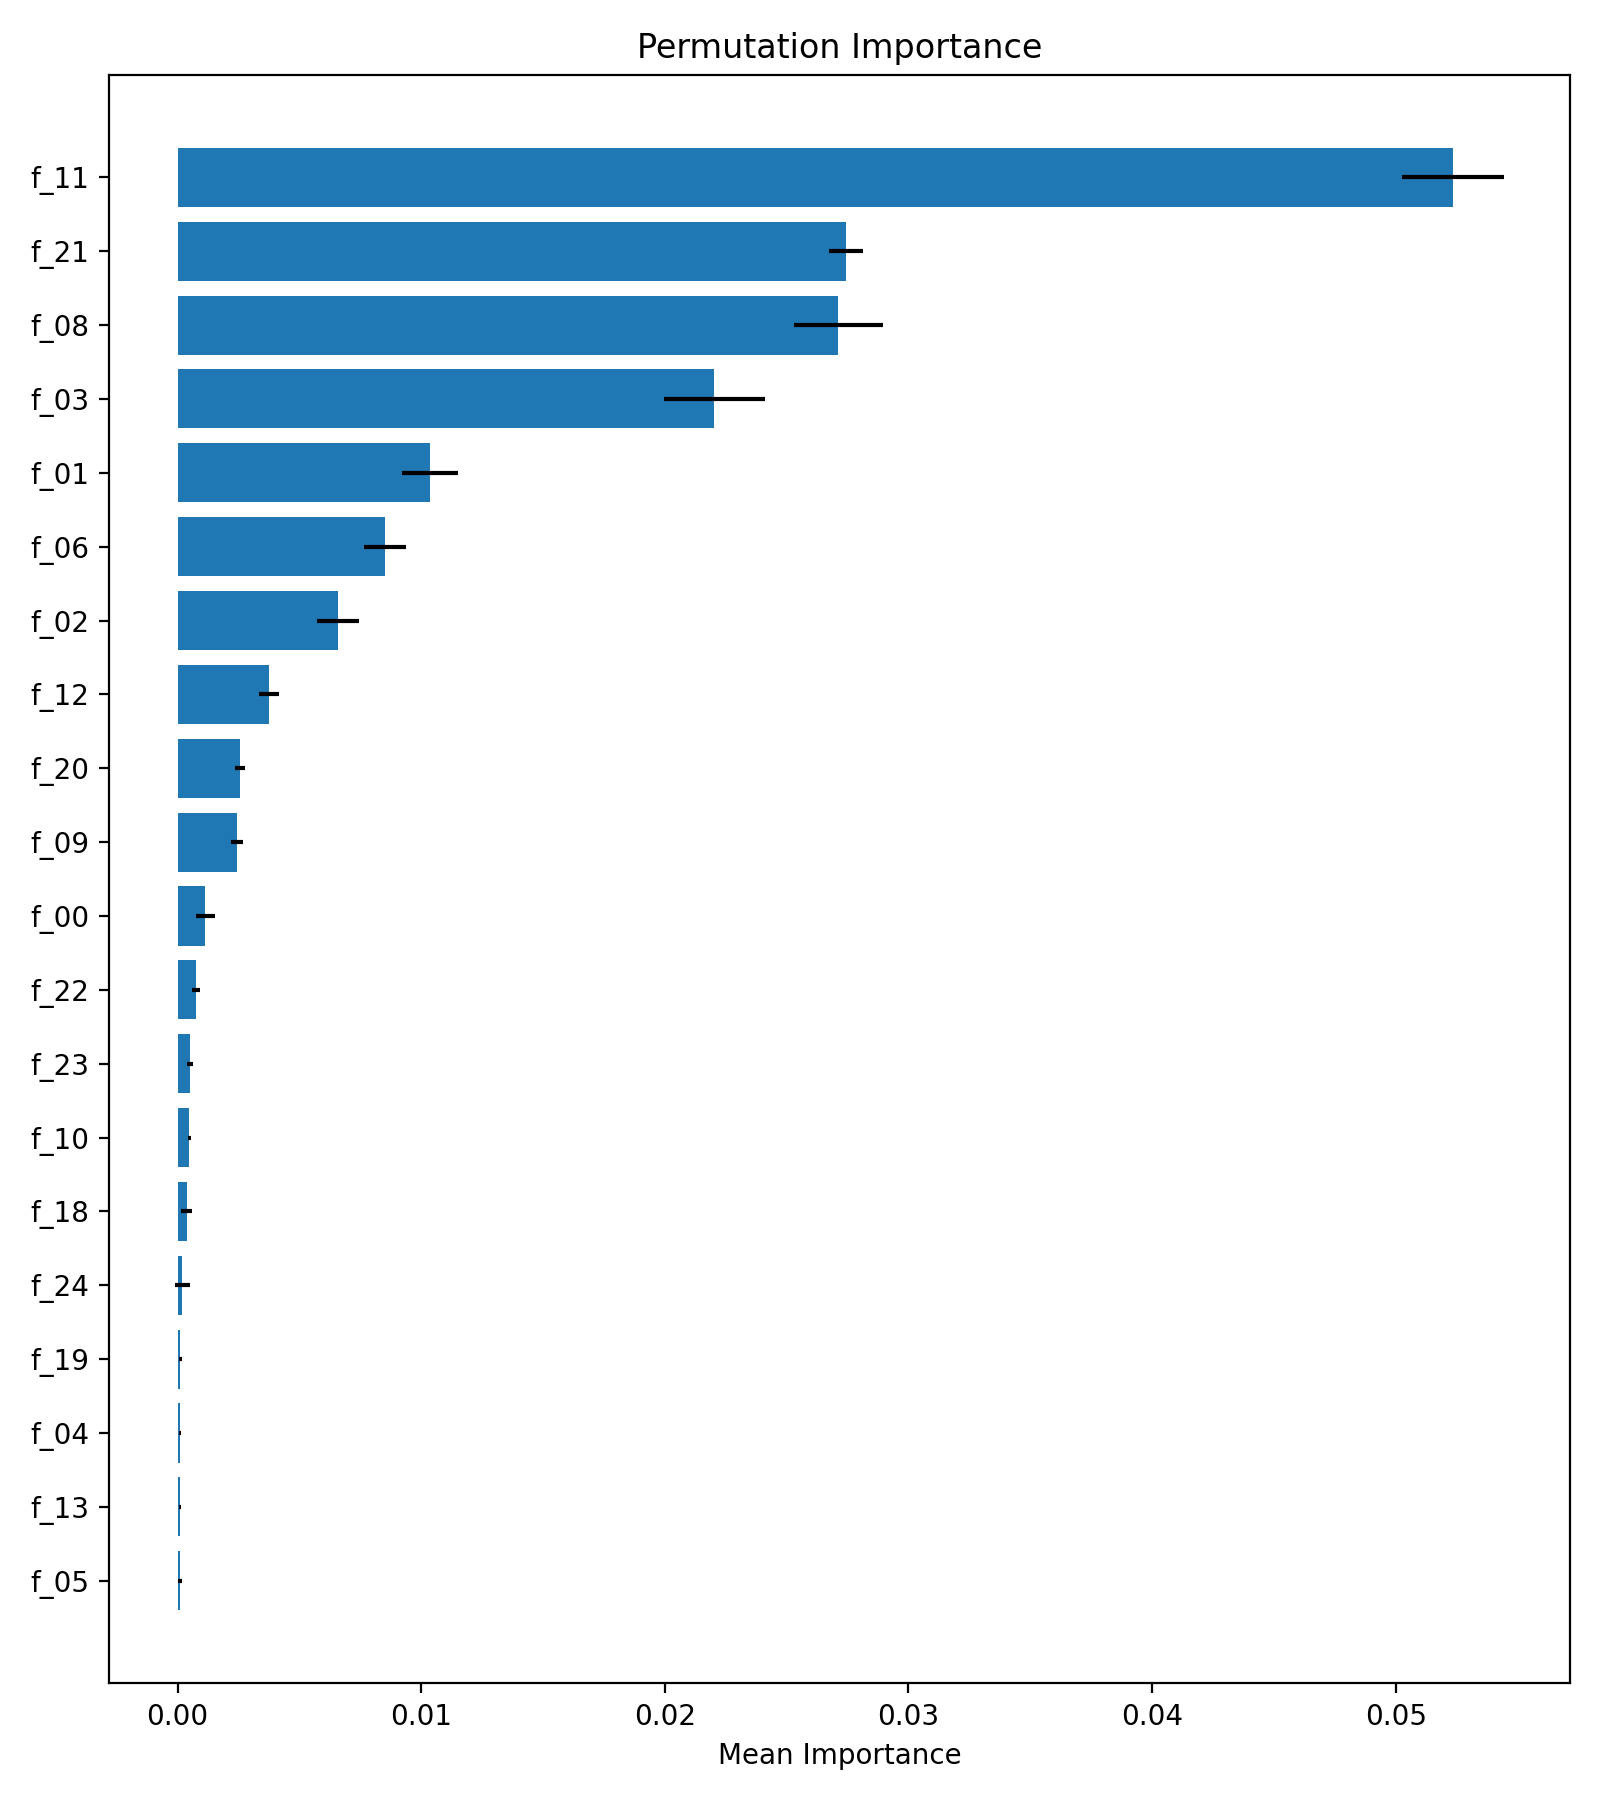 Permutation Importance
f_11
f_21
f_08
f_03
f_01
f_06
f_02
f_12
f_20
f_09
f_00
f_22
f_23
f_10
f_18
f_24
f_19
f_04
f_13
f_05
0.00 0.01 0.02 0.03 0.04 0.05
Mean Importance